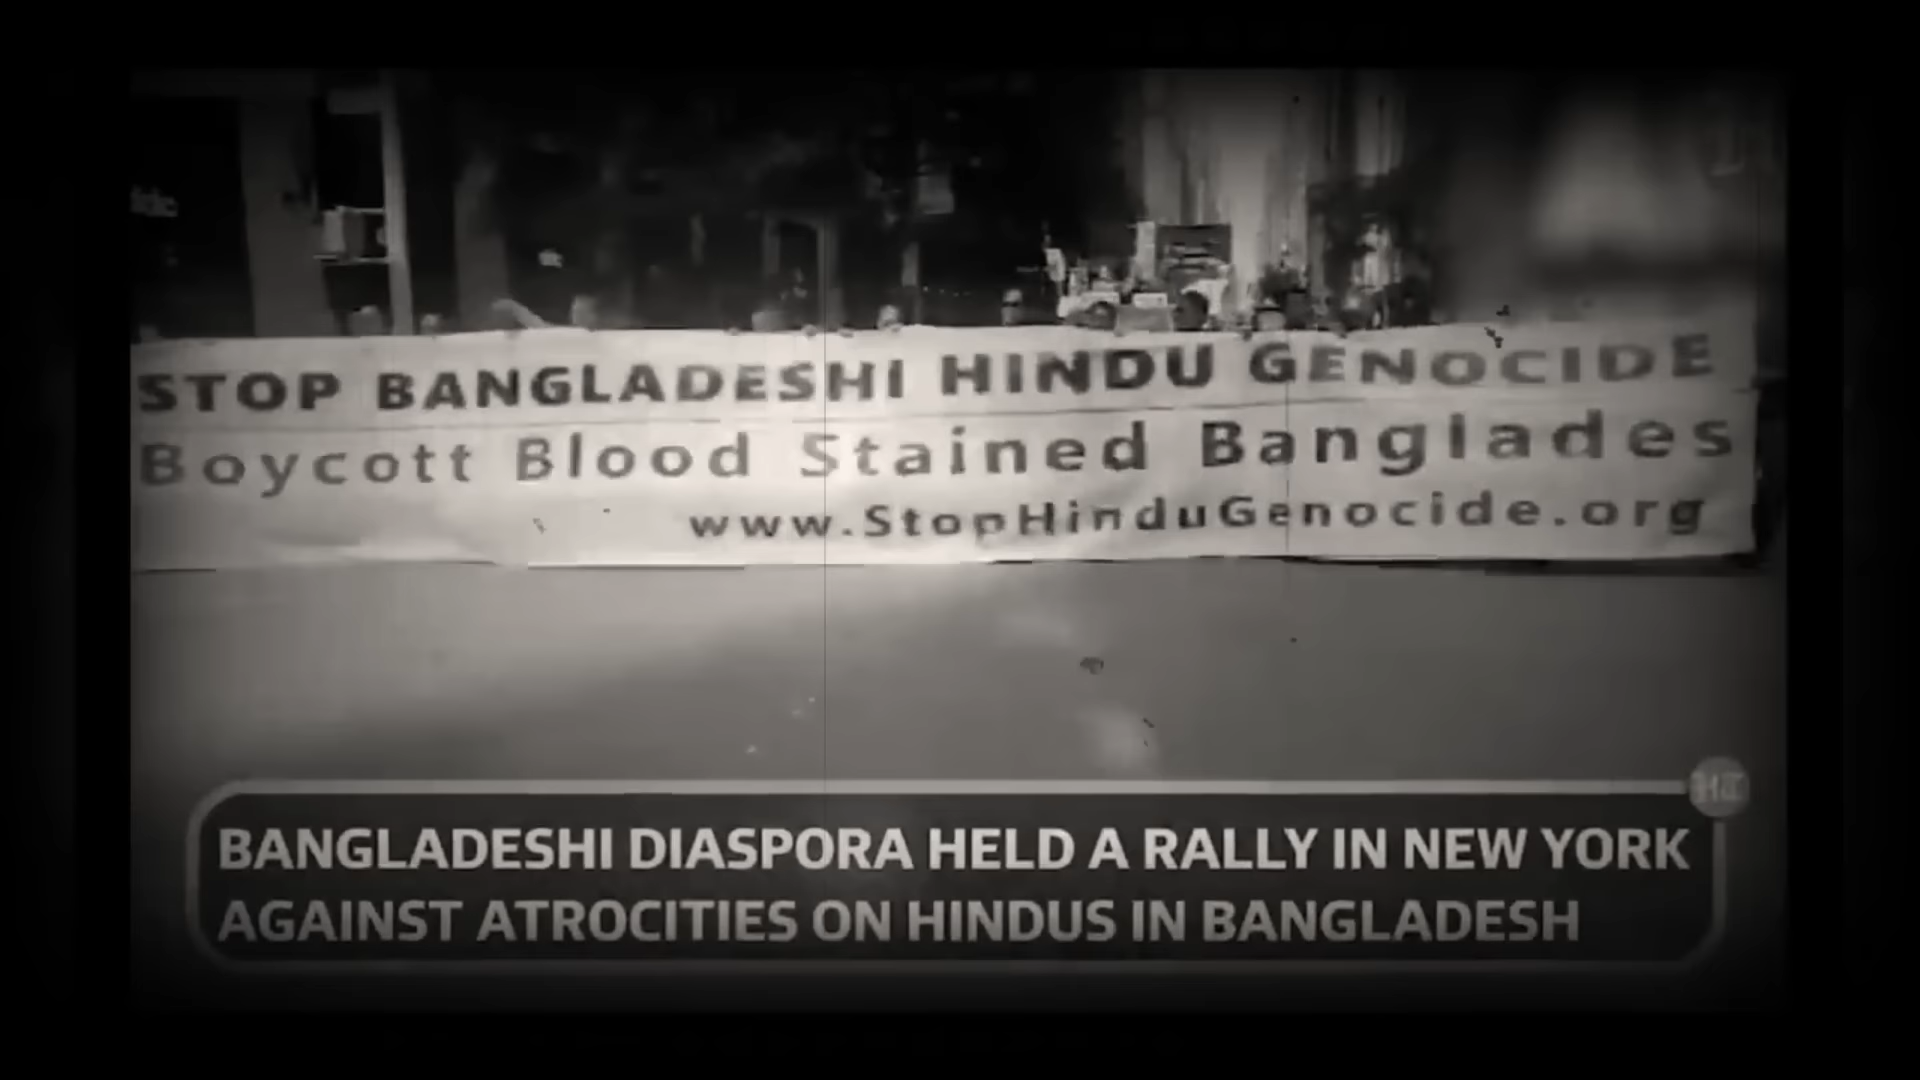 STOP BANGLADESHI HINDU GENOCIDE
Boycott Blood Stained Banglades
www.StopHinduGenocide.org
BANGLADESHI DIASPORA HELD A RALLY IN NEW YORK
AGAINST ATROCITIES ON HINDUS IN BANGLADESH